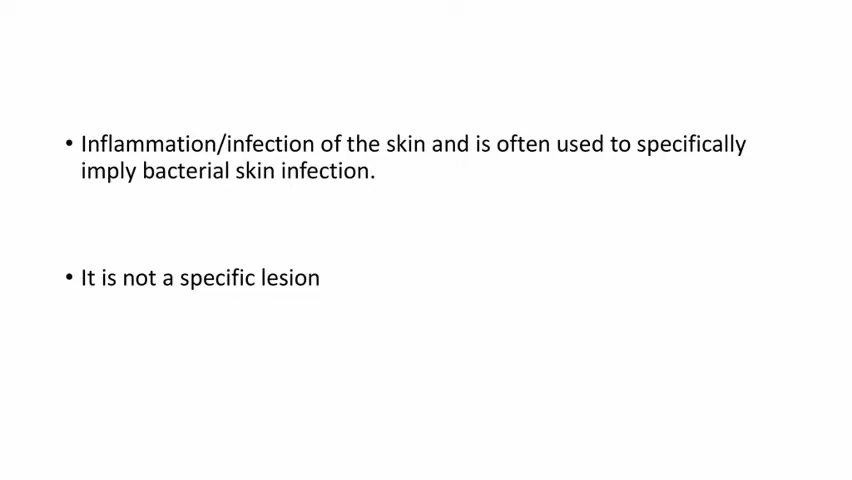 • Inflammation/infection of the skin and is often used to specifically
imply bacterial skin infection.
• It is not a specific lesion